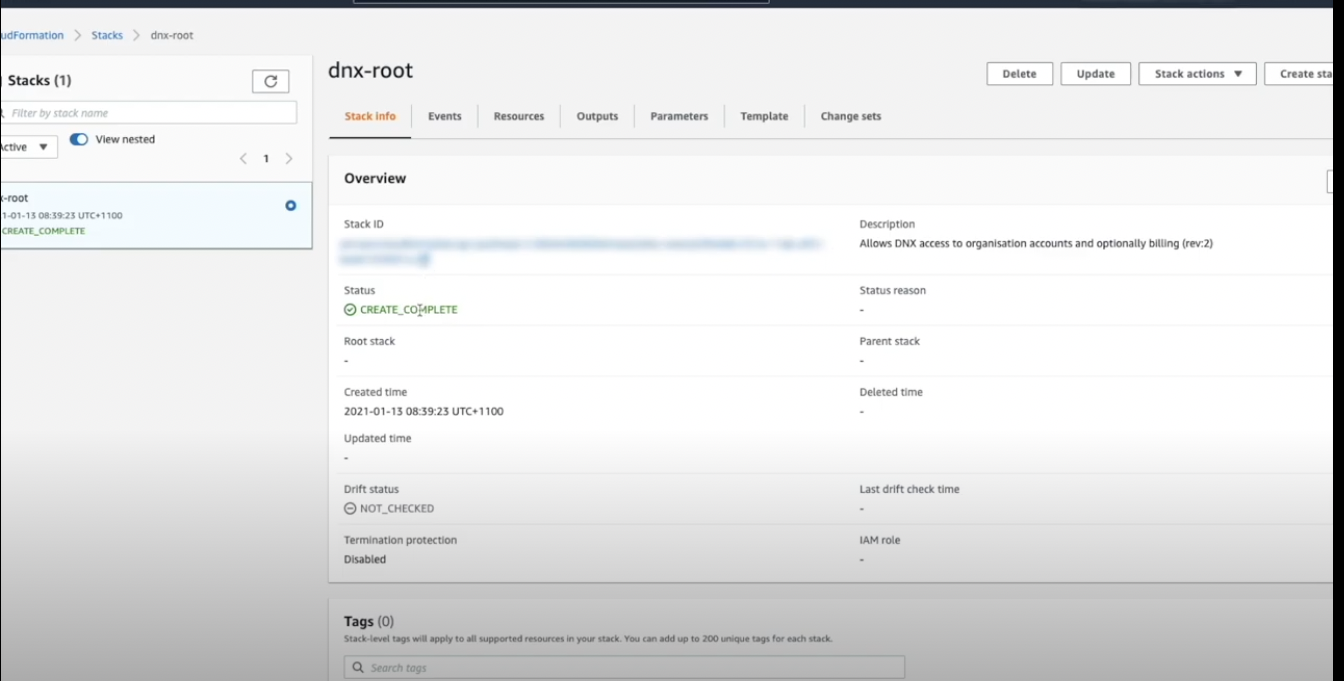 udFormation > Stacks > dnx-root
Stacks (1)
Filter by stack name
Active
View nested
1
x-root
1-01-13 08:39:23 UTC+1100
CREATE_COMPLETE
dnx-root
Delete
Update
Stack actions
Create sta
Stack info
Events
Resources
Outputs
Parameters
Template
Change sets
Overview
Stack ID
Description
Allows DNX access to organisation accounts and optionally billing (rev:2)
Status
CREATE_COMPLETE
Status reason
-
Root stack
-
Parent stack
-
Created time
2021-01-13 08:39:23 UTC+1100
Deleted time
-
Updated time
-
Drift status
NOT_CHECKED
Last drift check time
-
Termination protection
Disabled
IAM role
-
Tags (0)
Stack-level tags will apply to all supported resources in your stack. You can add up to 200 unique tags for each stack.
Search tags